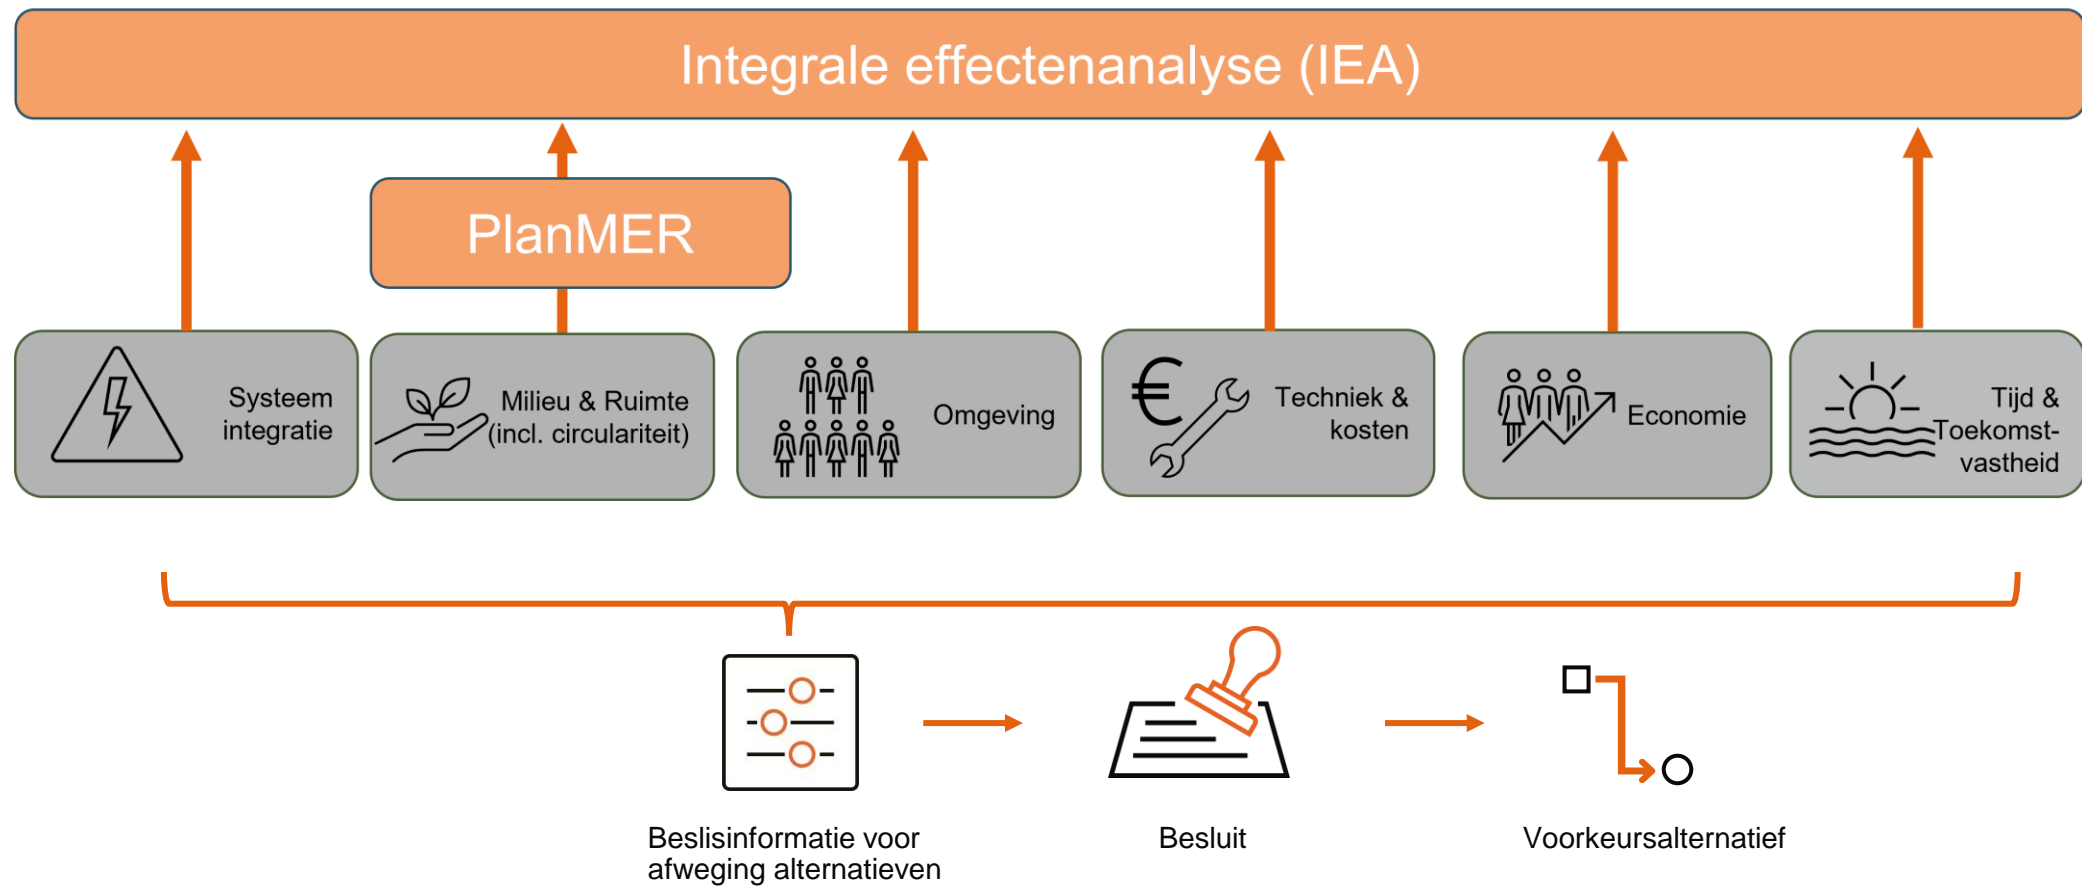 Integrale effectenanalyse (IEA)
PlanMER
Systeem
integratie
Milieu & Ruimte
(incl. circulariteit)
Omgeving
Techniek &
kosten
Economie
Tijd &
Toekomst-
vastheid
Beslisinformatie voor
afweging alternatieven
Besluit
Voorkeursalternatief